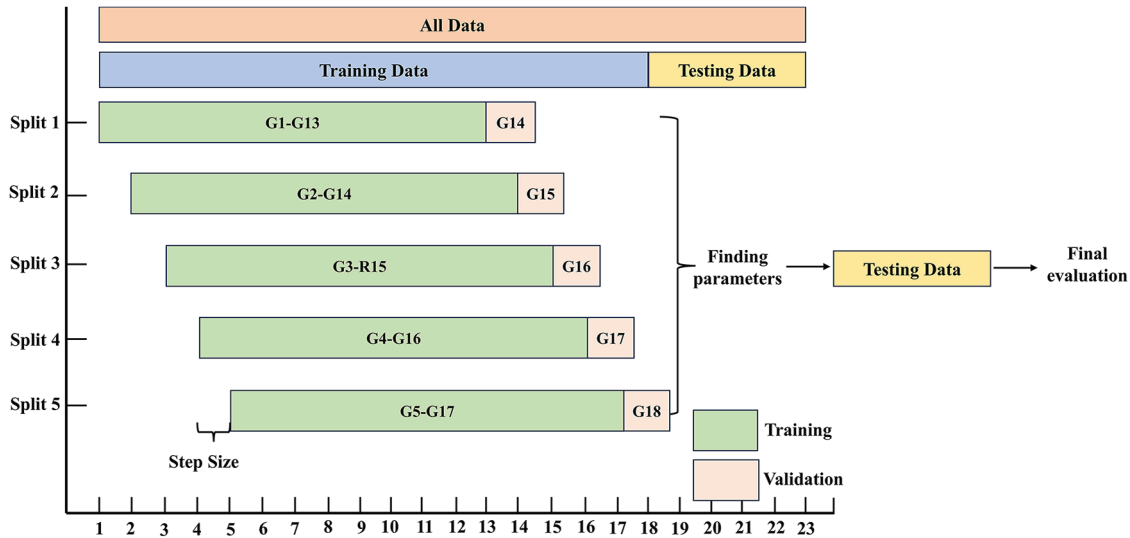 All Data
Training Data
Testing Data
Split 1
G1-G13
G14
Split 2
G2-G14
G15
Split 3
G3-R15
G16
Finding
parameters
Testing Data
Final
evaluation
Split 4
G4-G16
G17
Split 5
G5-G17
G18
Step Size
Training
Validation
1 2 3 4 5 6 7 8 9 10 11 12 13 14 15 16 17 18 19 20 21 22 23